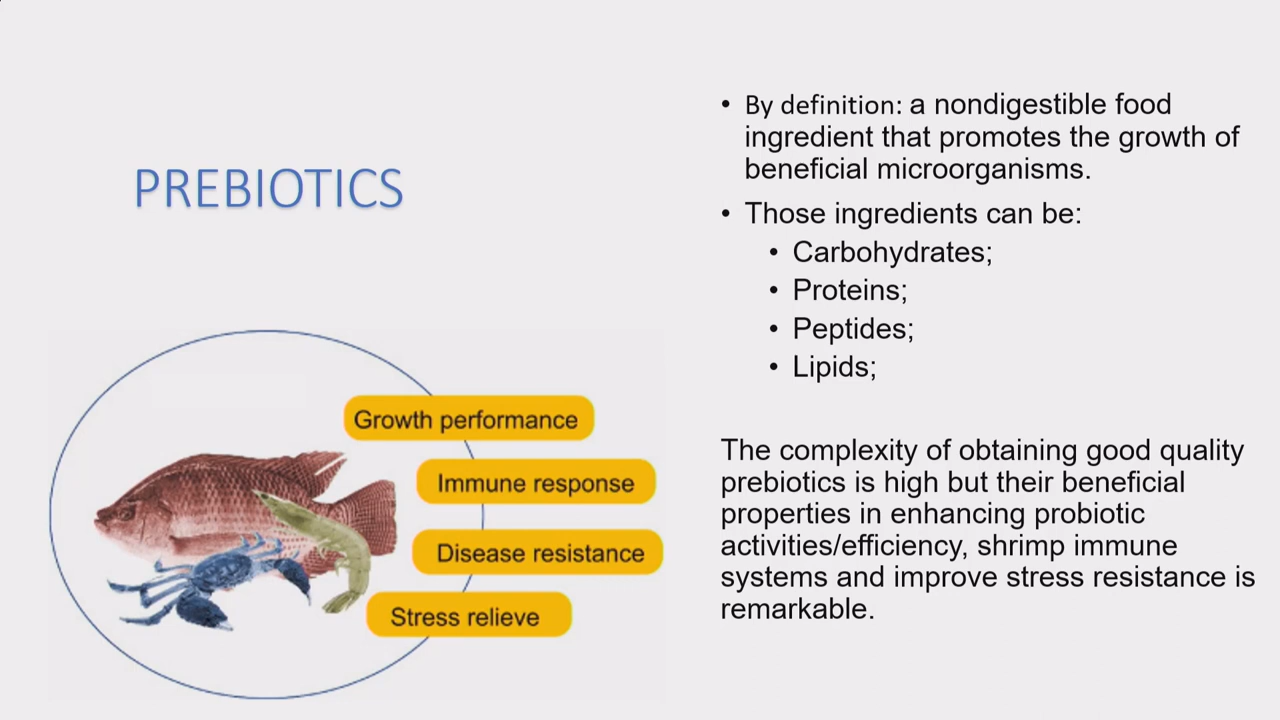 PREBIOTICS
Growth performance
Immune response
Disease resistance
Stress relieve
• By definition: a nondigestible food
ingredient that promotes the growth of
beneficial microorganisms.
• Those ingredients can be:
• Carbohydrates;
• Proteins;
• Peptides;
• Lipids;
The complexity of obtaining good quality
prebiotics is high but their beneficial
properties in enhancing probiotic
activities/efficiency, shrimp immune
systems and improve stress resistance is
remarkable.